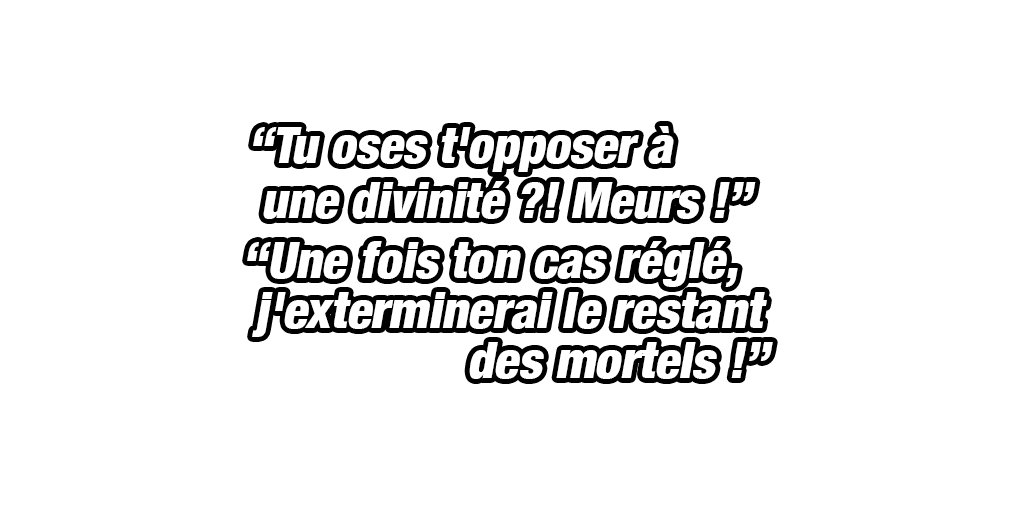 “Tu oses t'opposer à
une divinité ?! Meurs !”
“Une fois ton cas réglé,
j'exterminerai le restant
des mortels !”